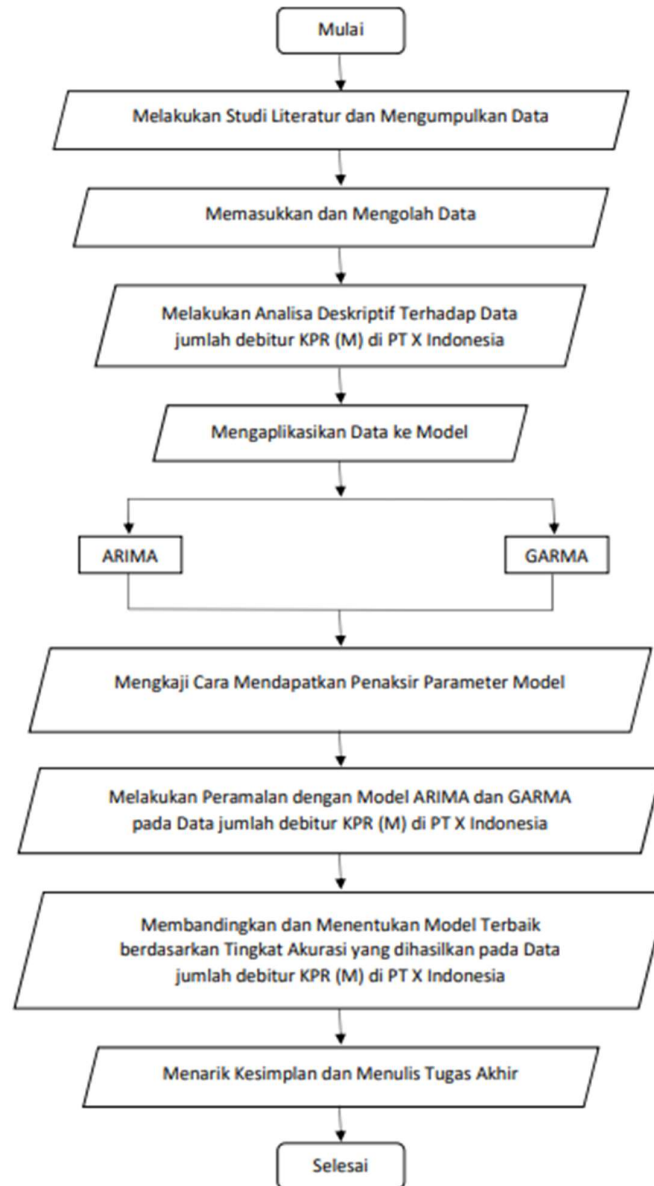 Mulai
Melakukan Studi Literatur dan Mengumpulkan Data
Memasukkan dan Mengolah Data
Melakukan Analisa Deskriptif Terhadap Data
jumlah debitur KPR (M) di PT X Indonesia
Mengaplikasikan Data ke Model
ARIMA
GARMA
Mengkaji Cara Mendapatkan Penaksir Parameter Model
Melakukan Peramalan dengan Model ARIMA dan GARMA
pada Data jumlah debitur KPR (M) di PT X Indonesia
Membandingkan dan Menentukan Model Terbaik
berdasarkan Tingkat Akurasi yang dihasilkan pada Data
jumlah debitur KPR (M) di PT X Indonesia
Menarik Kesimplan dan Menulis Tugas Akhir
Selesai